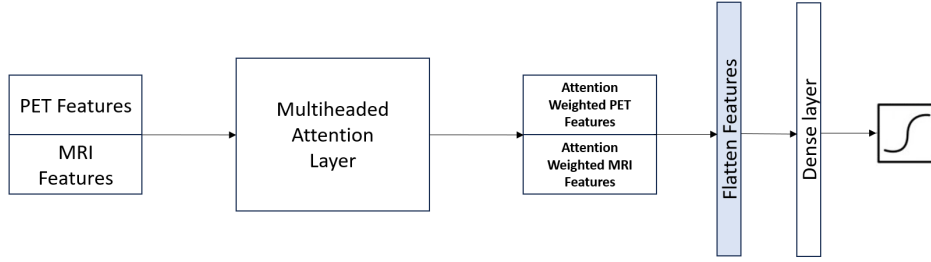 PET Features
MRI
Features
Multiheaded
Attention
Layer
Attention
Weighted PET
Features
Attention
Weighted MRI
Features
Flatten Features
Dense layer